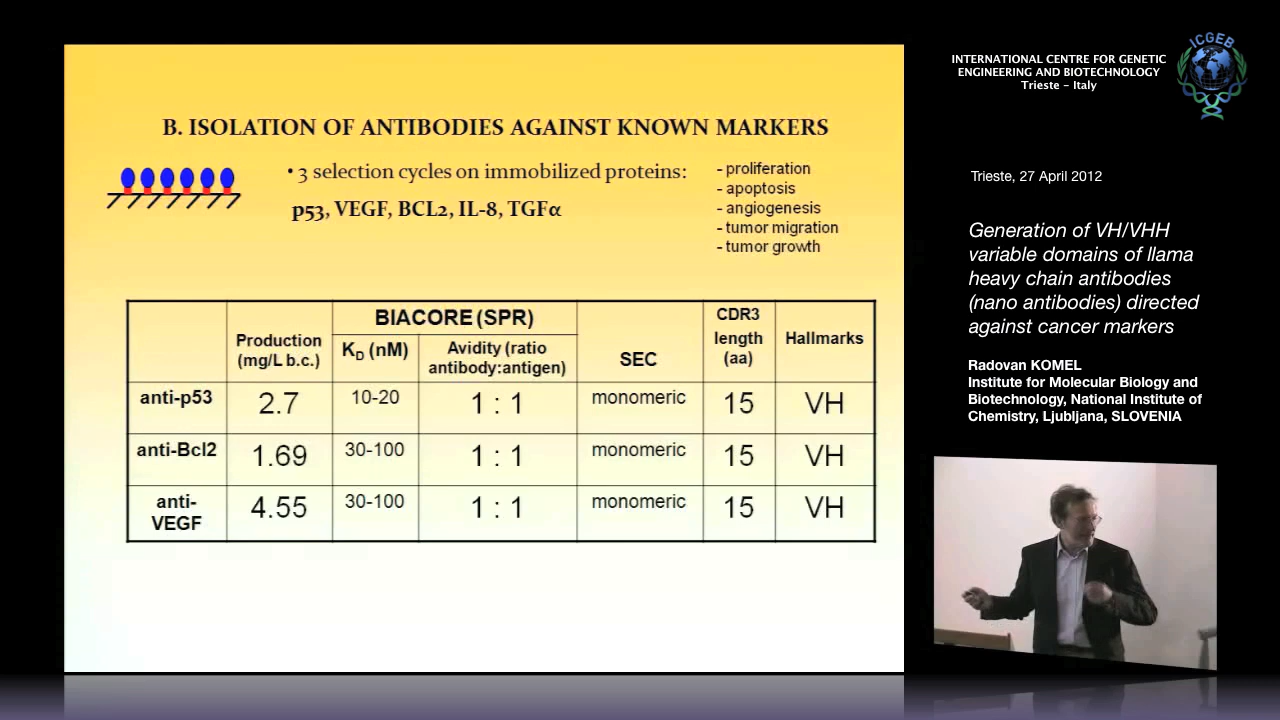 B. ISOLATION OF ANTIBODIES AGAINST KNOWN MARKERS
• 3 selection cycles on immobilized proteins:
p53, VEGF, BCL2, IL-8, TGFα
- proliferation
- apoptosis
- angiogenesis
- tumor migration
- tumor growth
Production
(mg/L b.c.)
BIACORE (SPR)
KD (nM)
Avidity (ratio
antibody:antigen)
SEC
CDR3
length
(aa)
Hallmarks
anti-p53 2.7 10-20 1 : 1 monomeric 15 VH
anti-Bcl2 1.69 30-100 1 : 1 monomeric 15 VH
anti-
VEGF 4.55 30-100 1 : 1 monomeric 15 VH
INTERNATIONAL CENTRE FOR GENETIC
ENGINEERING AND BIOTECHNOLOGY
Trieste - Italy
ICGEB
Trieste, 27 April 2012
Generation of VH/VHH
variable domains of llama
heavy chain antibodies
(nano antibodies) directed
against cancer markers
Radovan KOMEL
Institute for Molecular Biology and
Biotechnology, National Institute of
Chemistry, Ljubljana, SLOVENIA